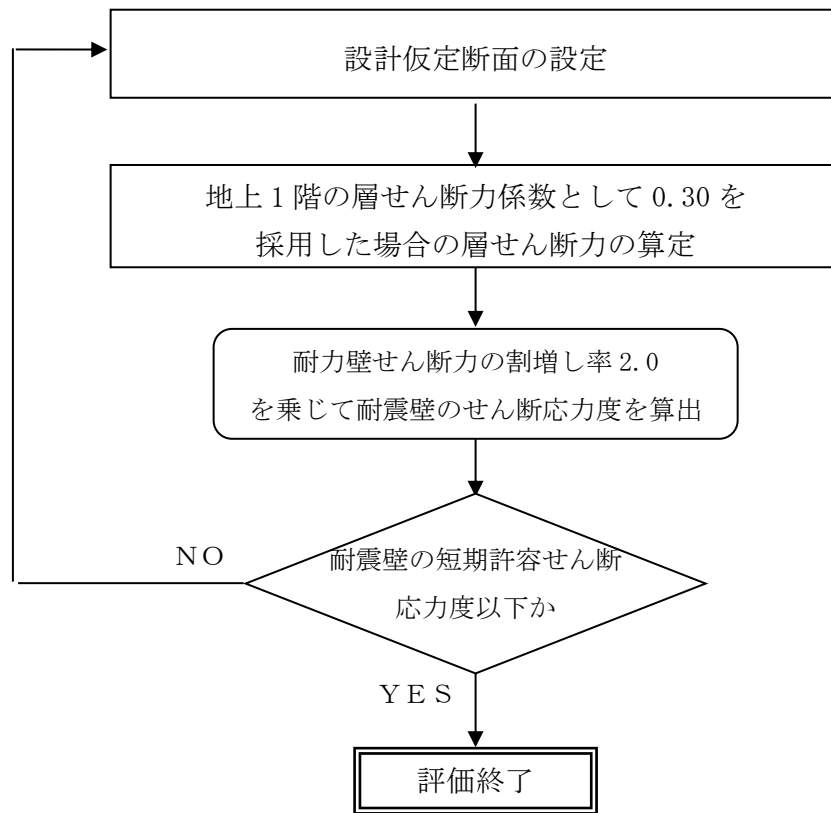 設計仮定断面の設定
地上1階の層せん断力係数として 0.30 を
採用した場合の層せん断力の算定
耐力壁せん断力の割増し率 2.0
を乗じて耐震壁のせん断応力度を算出
NO
耐震壁の短期許容せん断
応力度以下か
YES
評価終了